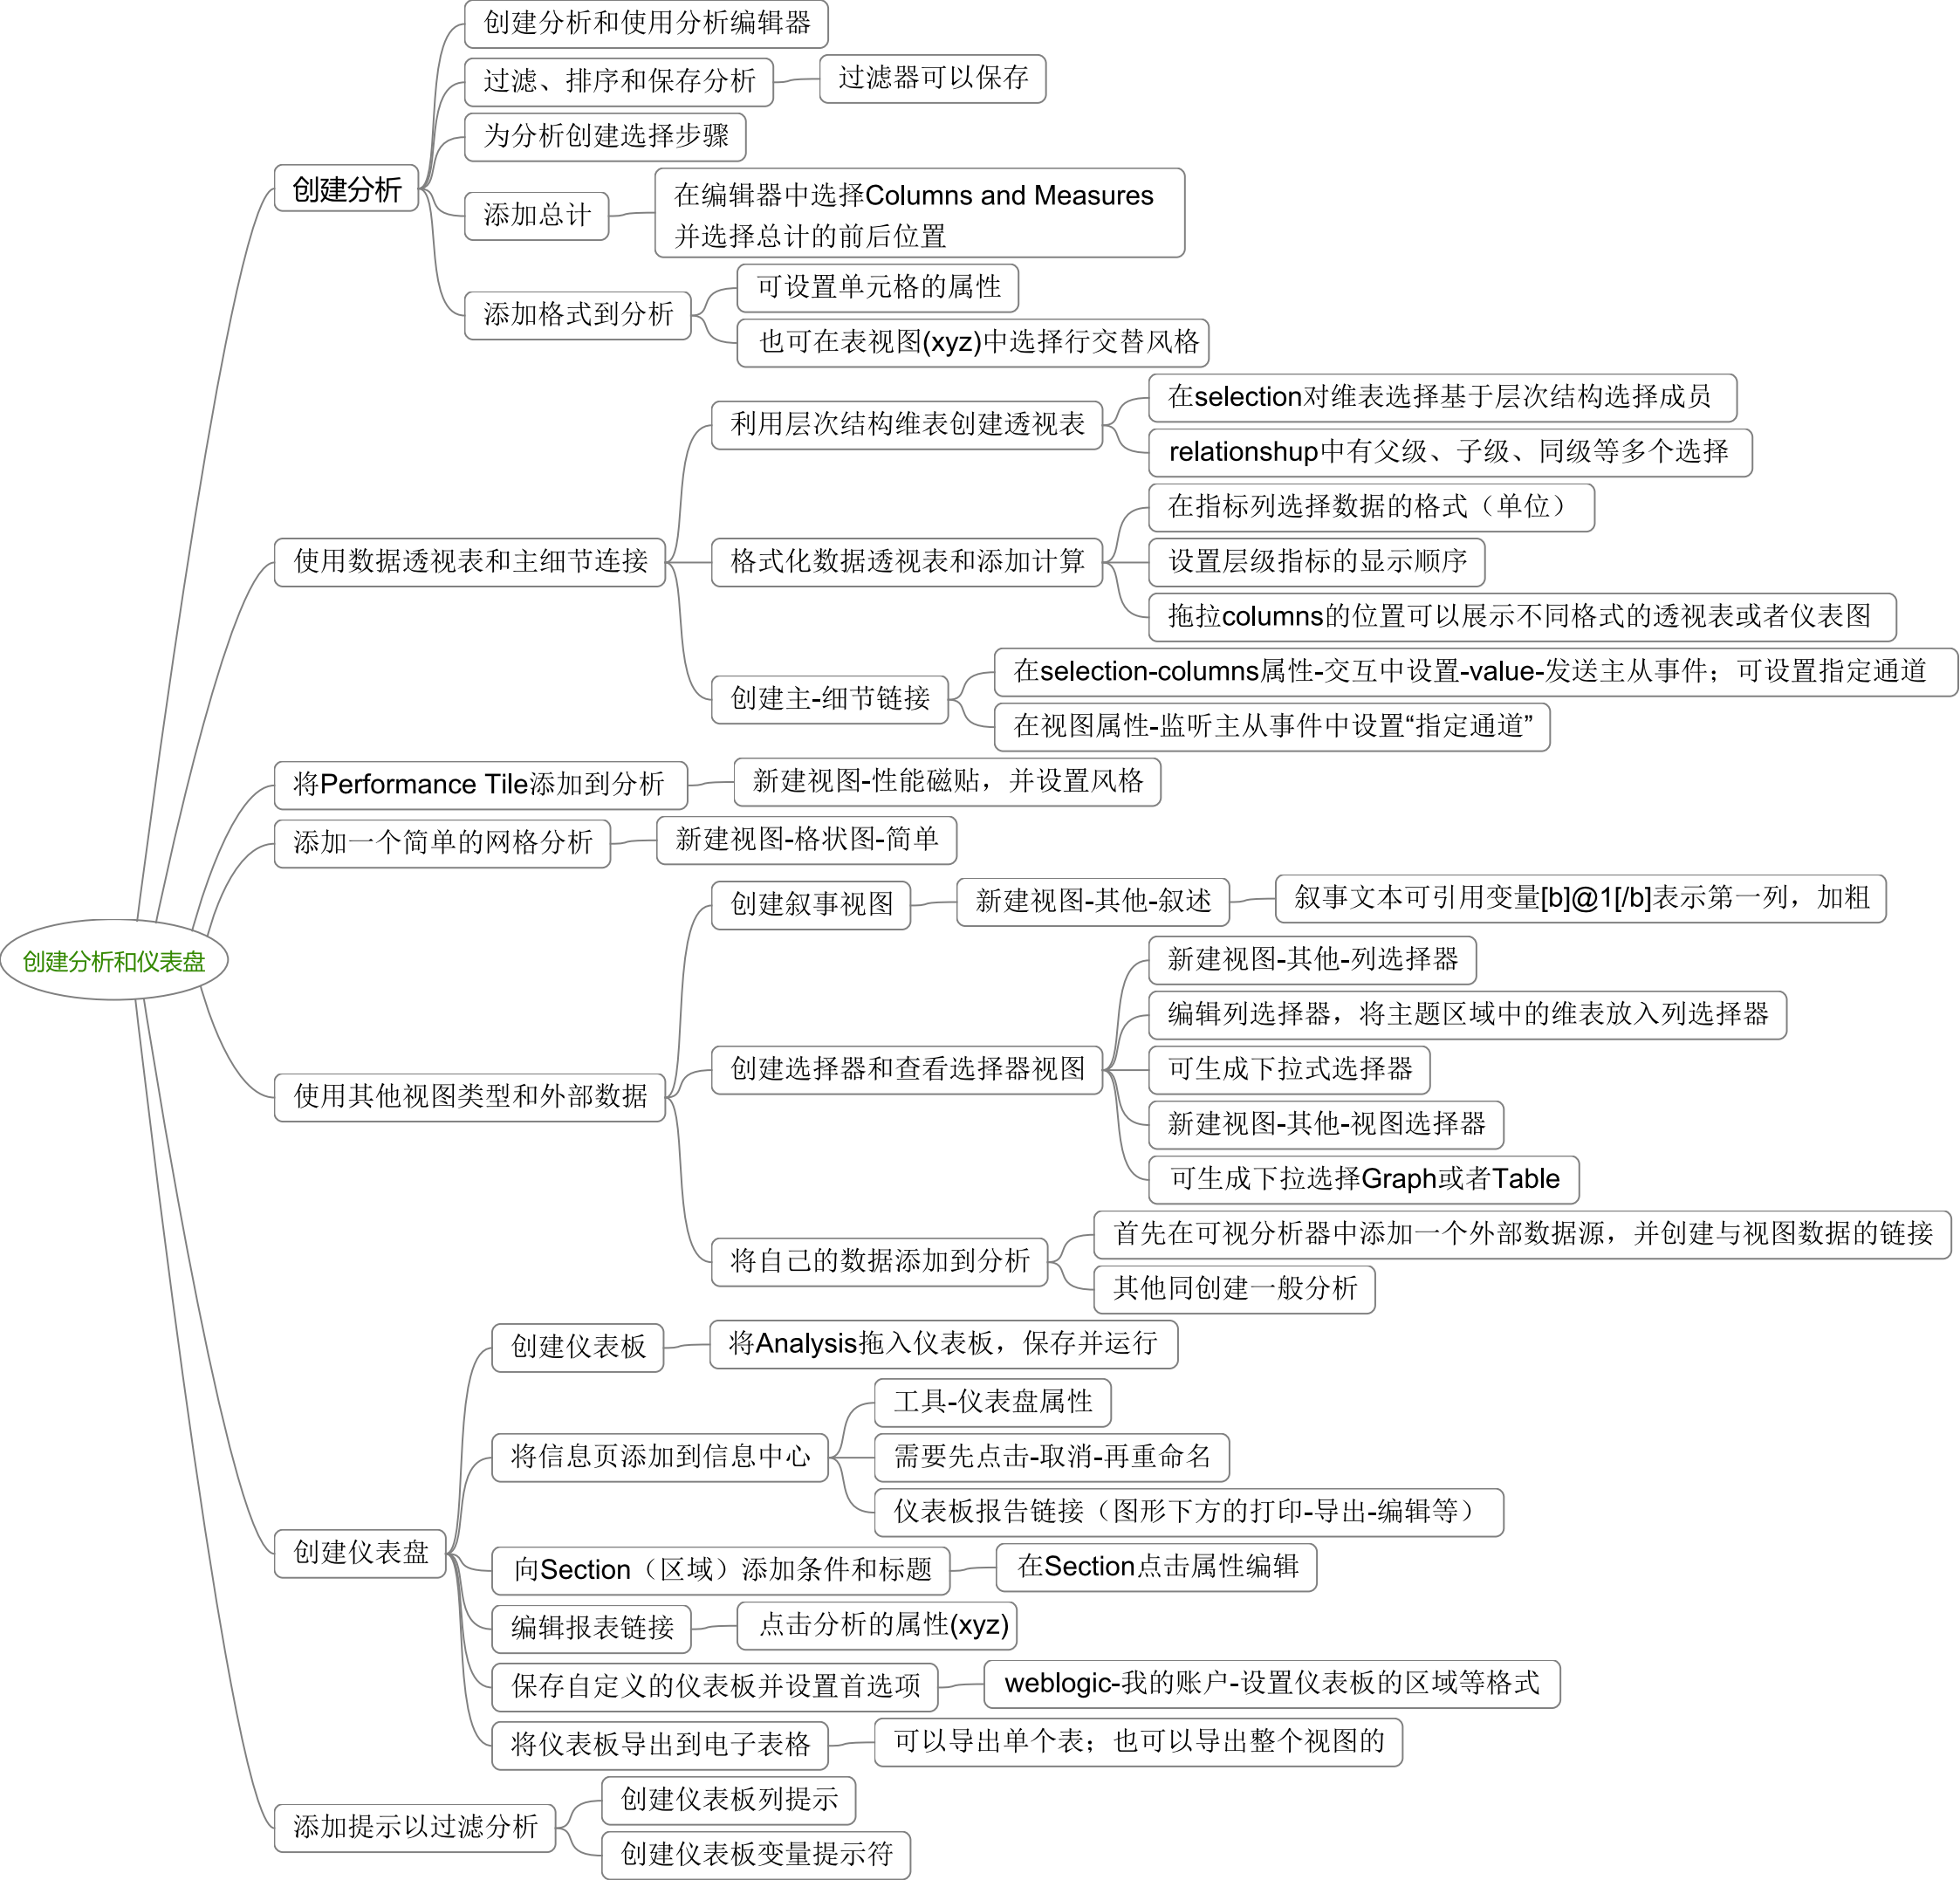 创建分析和仪表盘
创建分析
创建分析和使用分析编辑器
过滤、排序和保存分析
过滤器可以保存
为分析创建选择步骤
添加总计
在编辑器中选择Columns and Measures
并选择总计的前后位置
添加格式到分析
可设置单元格的属性
也可在表视图(xyz)中选择行交替风格
使用数据透视表和主细节连接
利用层次结构维表创建透视表
在selection对维表选择基于层次结构选择成员
relationshup中有父级、子级、同级等多个选择
格式化数据透视表和添加计算
在指标列选择数据的格式（单位）
设置层级指标的显示顺序
拖拉columns的位置可以展示不同格式的透视表或者仪表图
创建主-细节链接
在selection-columns属性-交互中设置-value-发送主从事件；可设置指定通道
在视图属性-监听主从事件中设置“指定通道”
将Performance Tile添加到分析
新建视图-性能磁贴，并设置风格
添加一个简单的网格分析
新建视图-格状图-简单
使用其他视图类型和外部数据
创建叙事视图
新建视图-其他-叙述
叙事文本可引用变量[b]@1[/b]表示第一列，加粗
创建选择器和查看选择器视图
新建视图-其他-列选择器
编辑列选择器，将主题区域中的维表放入列选择器
可生成下拉式选择器
新建视图-其他-视图选择器
可生成下拉选择Graph或者Table
将自己的数据添加到分析
首先在可视分析器中添加一个外部数据源，并创建与视图数据的链接
其他同创建一般分析
创建仪表盘
创建仪表板
将Analysis拖入仪表板，保存并运行
将信息页添加到信息中心
工具-仪表盘属性
需要先点击-取消-再重命名
仪表板报告链接（图形下方的打印-导出-编辑等）
向Section（区域）添加条件和标题
在Section点击属性编辑
编辑报表链接
点击分析的属性(xyz)
保存自定义的仪表板并设置首选项
weblogic-我的账户-设置仪表板的区域等格式
将仪表板导出到电子表格
可以导出单个表；也可以导出整个视图的
添加提示以过滤分析
创建仪表板列提示
创建仪表板变量提示符